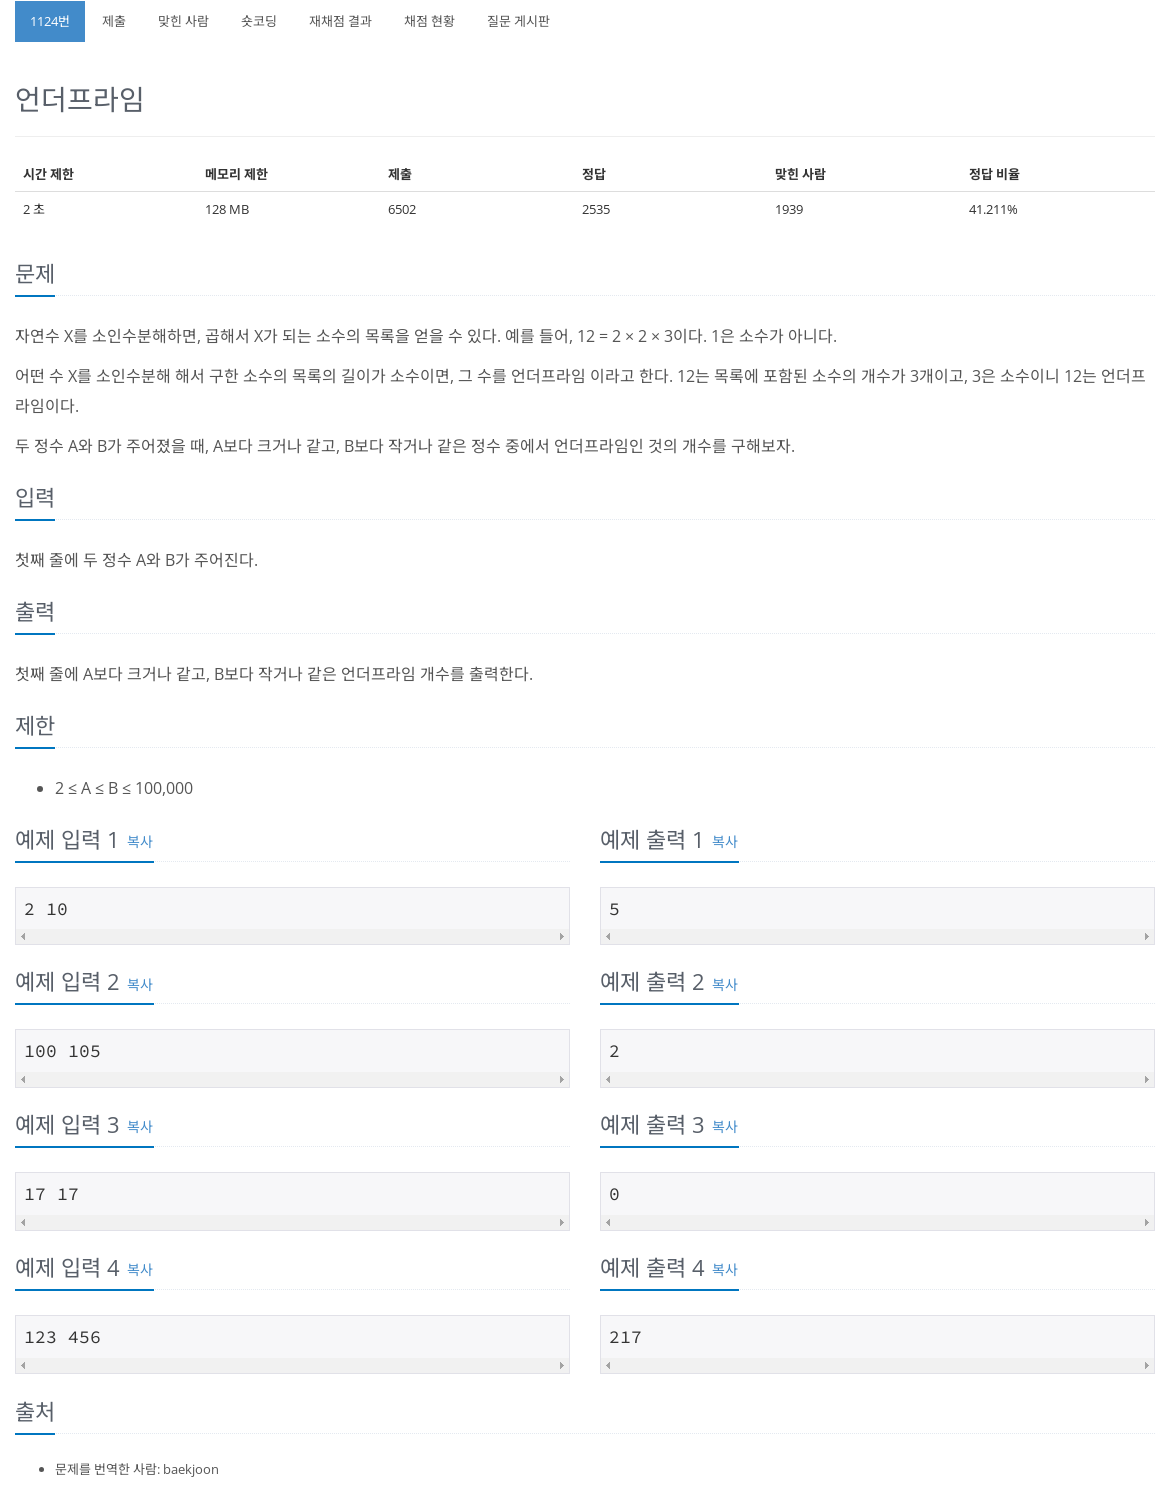 1124번 제출 맞힌 사람 숏코딩 재채점 결과 채점 현황 질문 게시판
언더프라임
시간 제한 메모리 제한 제출 정답 맞힌 사람 정답 비율
2 초 128 MB 6502 2535 1939 41.211%
문제
자연수 X를 소인수분해하면, 곱해서 X가 되는 소수의 목록을 얻을 수 있다. 예를 들어, 12 = 2 × 2 × 3이다. 1은 소수가 아니다.
어떤 수 X를 소인수분해 해서 구한 소수의 목록의 길이가 소수이면, 그 수를 언더프라임 이라고 한다. 12는 목록에 포함된 소수의 개수가 3개이고, 3은 소수이니 12는 언더프
라임이다.
두 정수 A와 B가 주어졌을 때, A보다 크거나 같고, B보다 작거나 같은 정수 중에서 언더프라임인 것의 개수를 구해보자.
입력
첫째 줄에 두 정수 A와 B가 주어진다.
출력
첫째 줄에 A보다 크거나 같고, B보다 작거나 같은 언더프라임 개수를 출력한다.
제한
• 2 ≤ A ≤ B ≤ 100,000
예제 입력 1 복사
2 10
예제 출력 1 복사
5
예제 입력 2 복사
100 105
예제 출력 2 복사
2
예제 입력 3 복사
17 17
예제 출력 3 복사
0
예제 입력 4 복사
123 456
예제 출력 4 복사
217
출처
• 문제를 번역한 사람: baekjoon